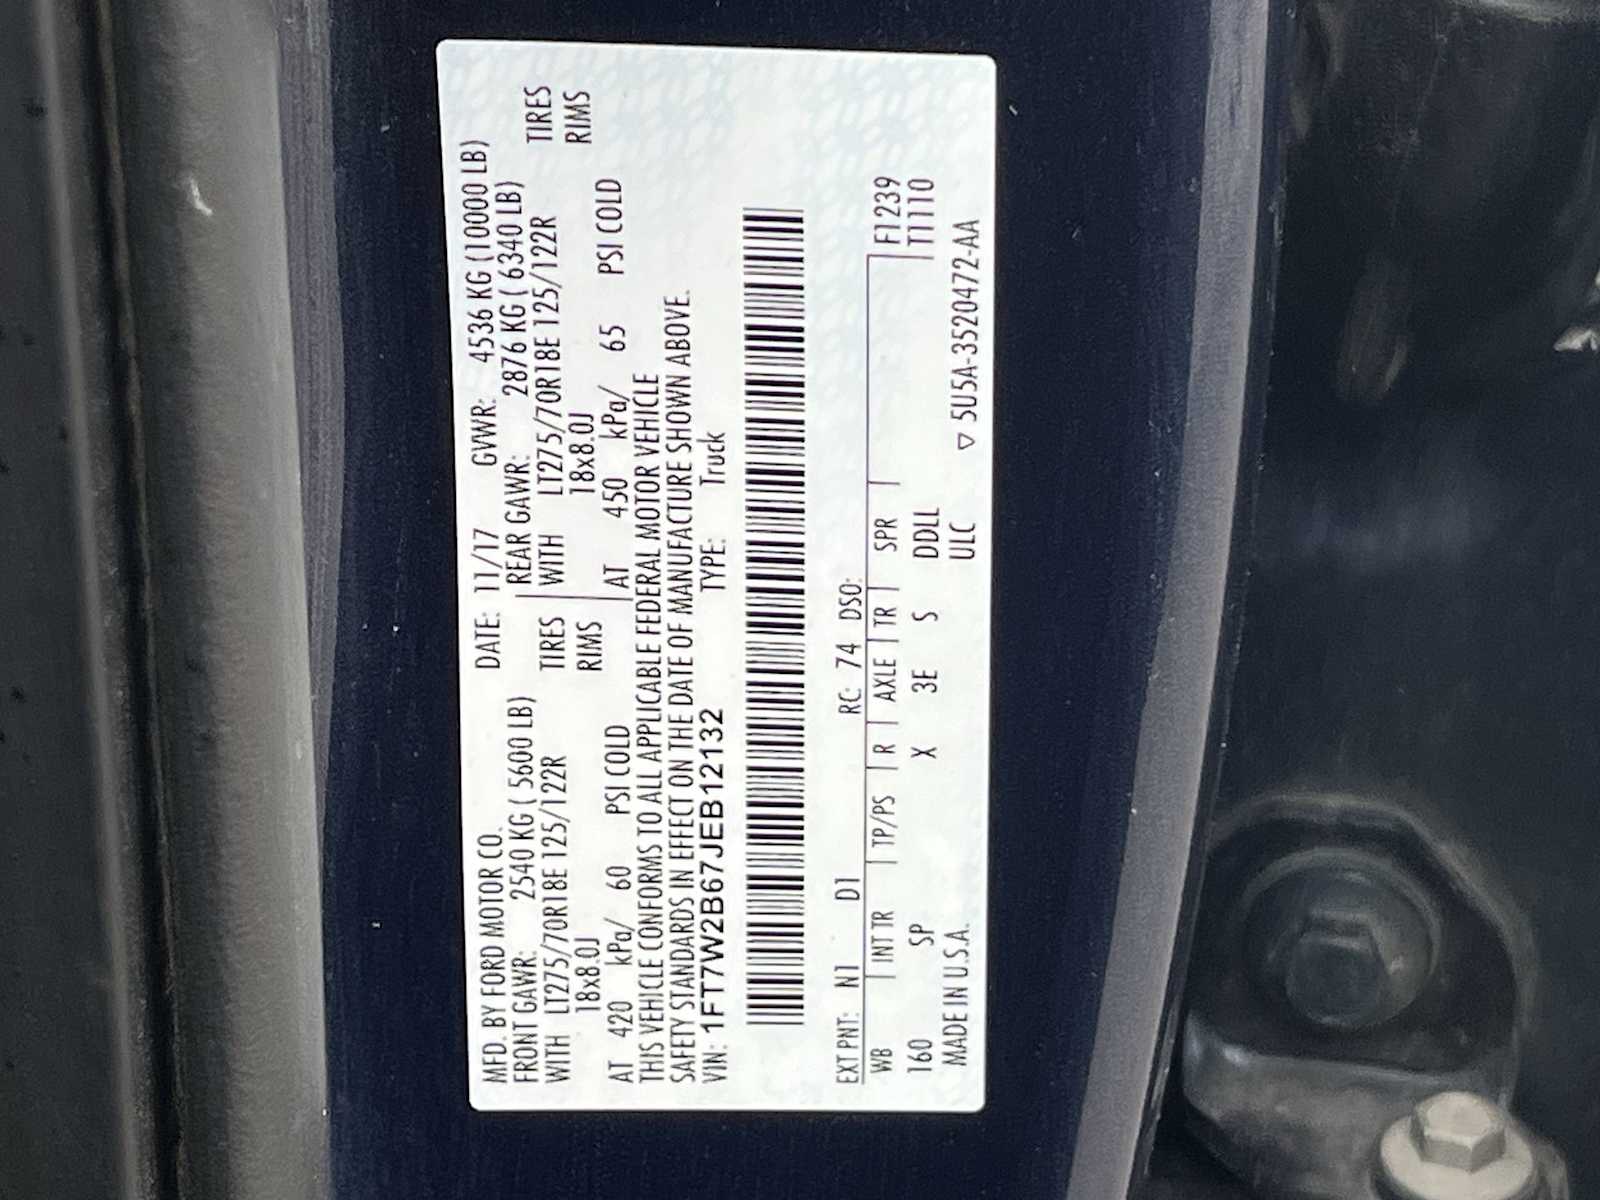 MFD. BY FORD MOTOR CO. DATE: 11/17 GVWR: 4536 KG (10000 LB)
FRONT GAWR: 2540 KG ( 5600 LB) REAR GAWR: 2876 KG ( 6340 LB)
WITH LT275/70R18E 125/122R TIRES WITH LT275/70R18E 125/122R TIRES
18x8.0J RIMS 18x8.0J RIMS
AT 420 kPa/ 60 PSI COLD AT 450 kPa/ 65 PSI COLD
THIS VEHICLE CONFORMS TO ALL APPLICABLE FEDERAL MOTOR VEHICLE
SAFETY STANDARDS IN EFFECT ON THE DATE OF MANUFACTURE SHOWN ABOVE.
VIN: 1FT7W2B67JEB12132 TYPE: Truck
EXT PNT: N1 D1 RC: 74 DSO:
WB INT TR TP/PS R AXLE TR SPR F1239
160 SP X 3E S DDLL T1110
MADE IN U.S.A. ULC ▽ 5U5A-3520472-AA